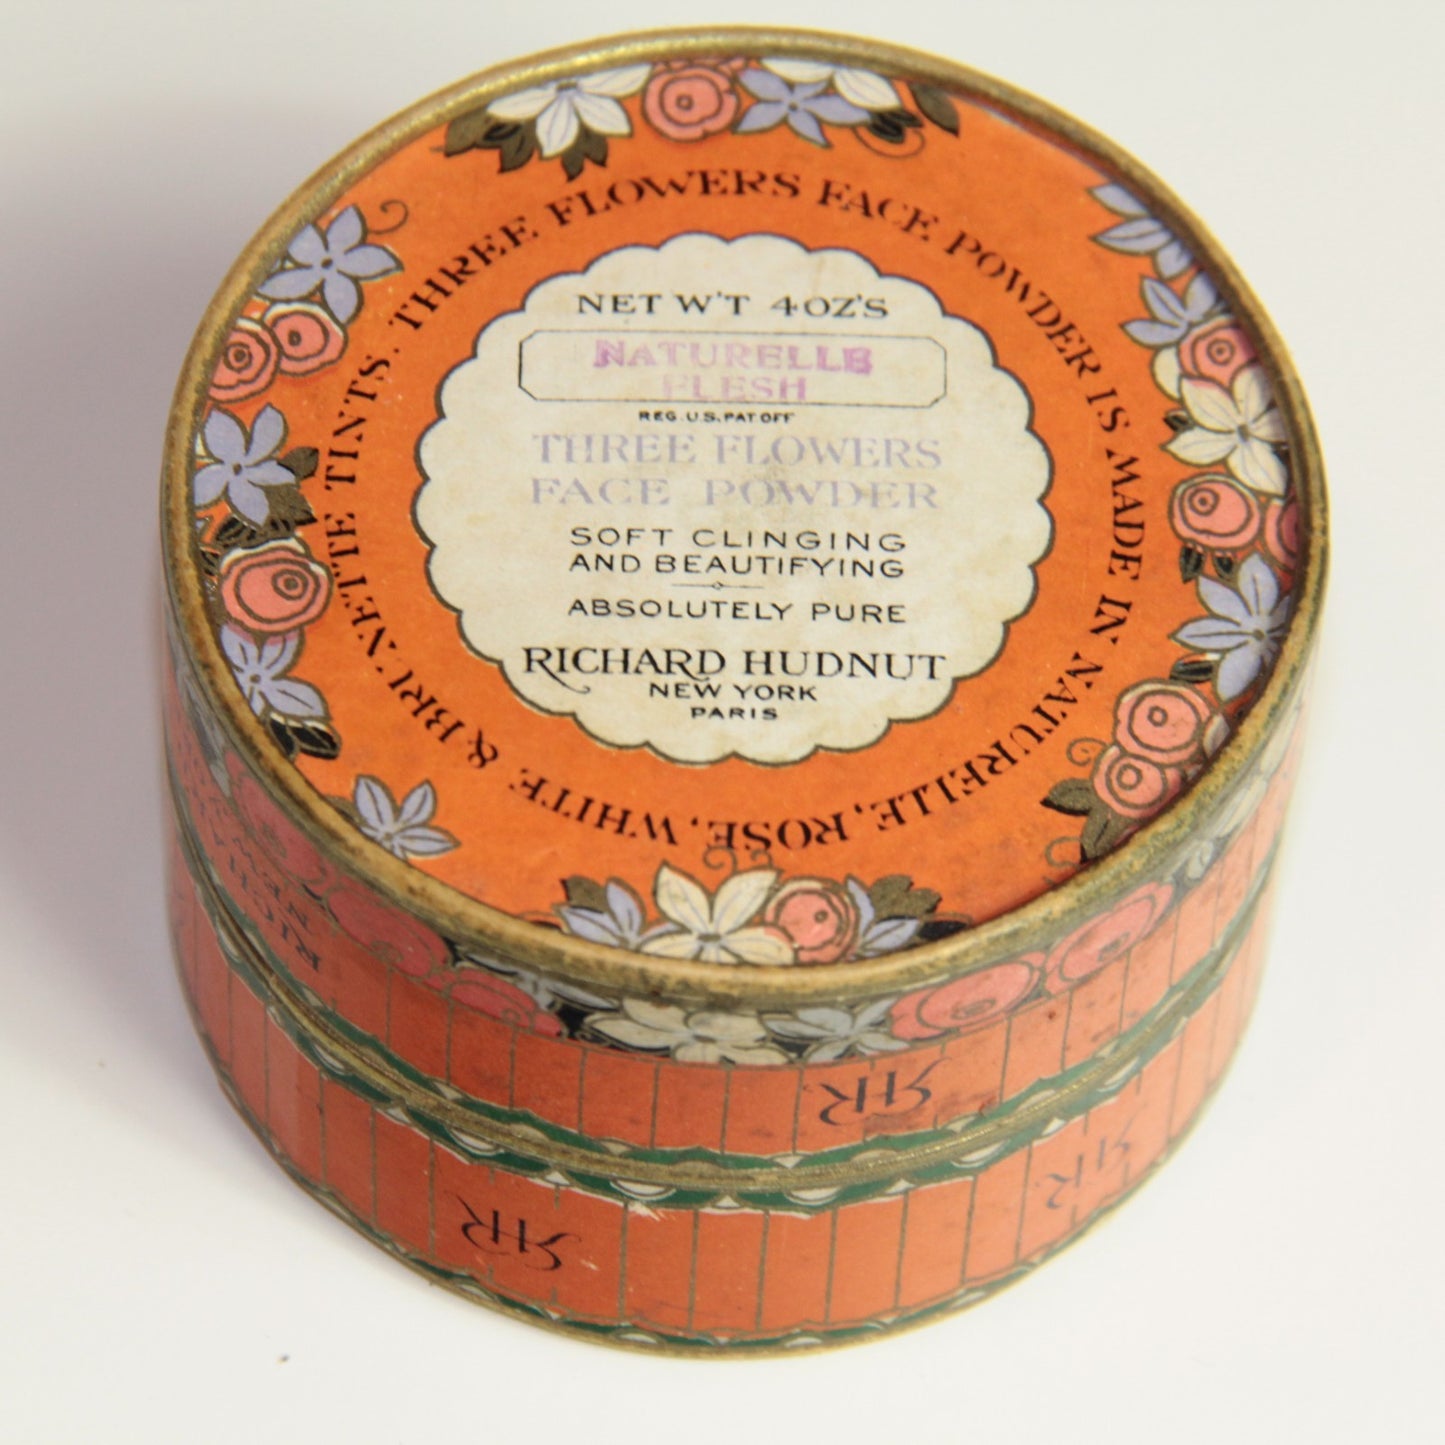 THREE FLOWERS FACE POWDER IS MADE IN NATURELLE, ROSE, WHITE & BRUNETTE TINTS.
NET W'T 4OZ'S
NATURELLE
FLESH
REG. U.S. PAT OFF
THREE FLOWERS
FACE POWDER
SOFT CLINGING
AND BEAUTIFYING
ABSOLUTELY PURE
RICHARD HUDNUT
NEW YORK
PARIS
RH
RH
RH